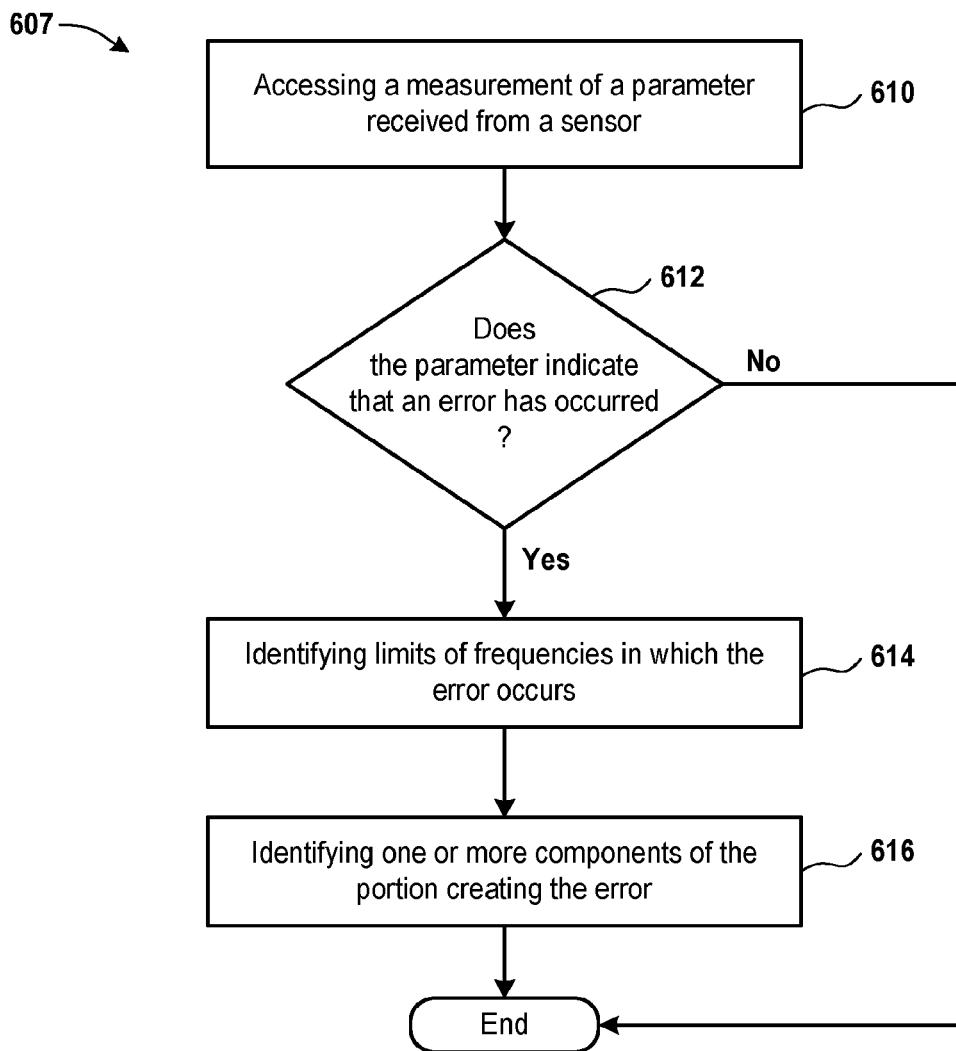 607
Accessing a measurement of a parameter
received from a sensor
610
612
Does
the parameter indicate
that an error has occurred
?
No
Yes
Identifying limits of frequencies in which the
error occurs
614
Identifying one or more components of the
portion creating the error
616
End